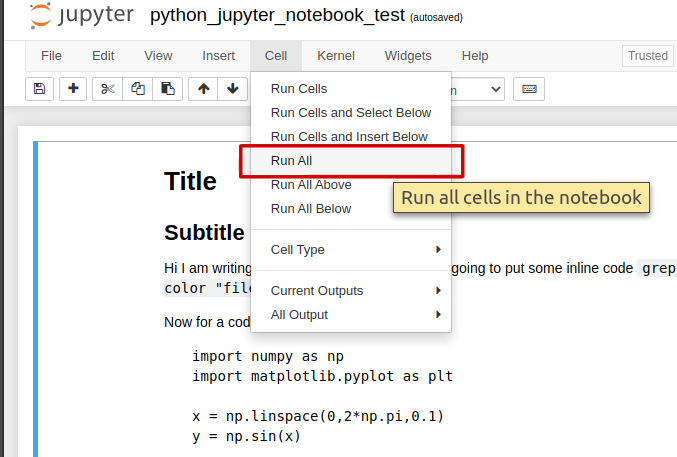 jupyter python_jupyter_notebook_test (autosaved)
File Edit View Insert Cell Kernel Widgets Help Trusted
n
Run Cells
Run Cells and Select Below
Run Cells and Insert Below
Run All
Run All Above
Run All Below
Cell Type
Current Outputs
All Output
Run all cells in the notebook
Title
Subtitle
Hi I am writing going to put some inline code grep
color "file
Now for a cod
import numpy as np
import matplotlib.pyplot as plt
x = np.linspace(0,2*np.pi,0.1)
y = np.sin(x)